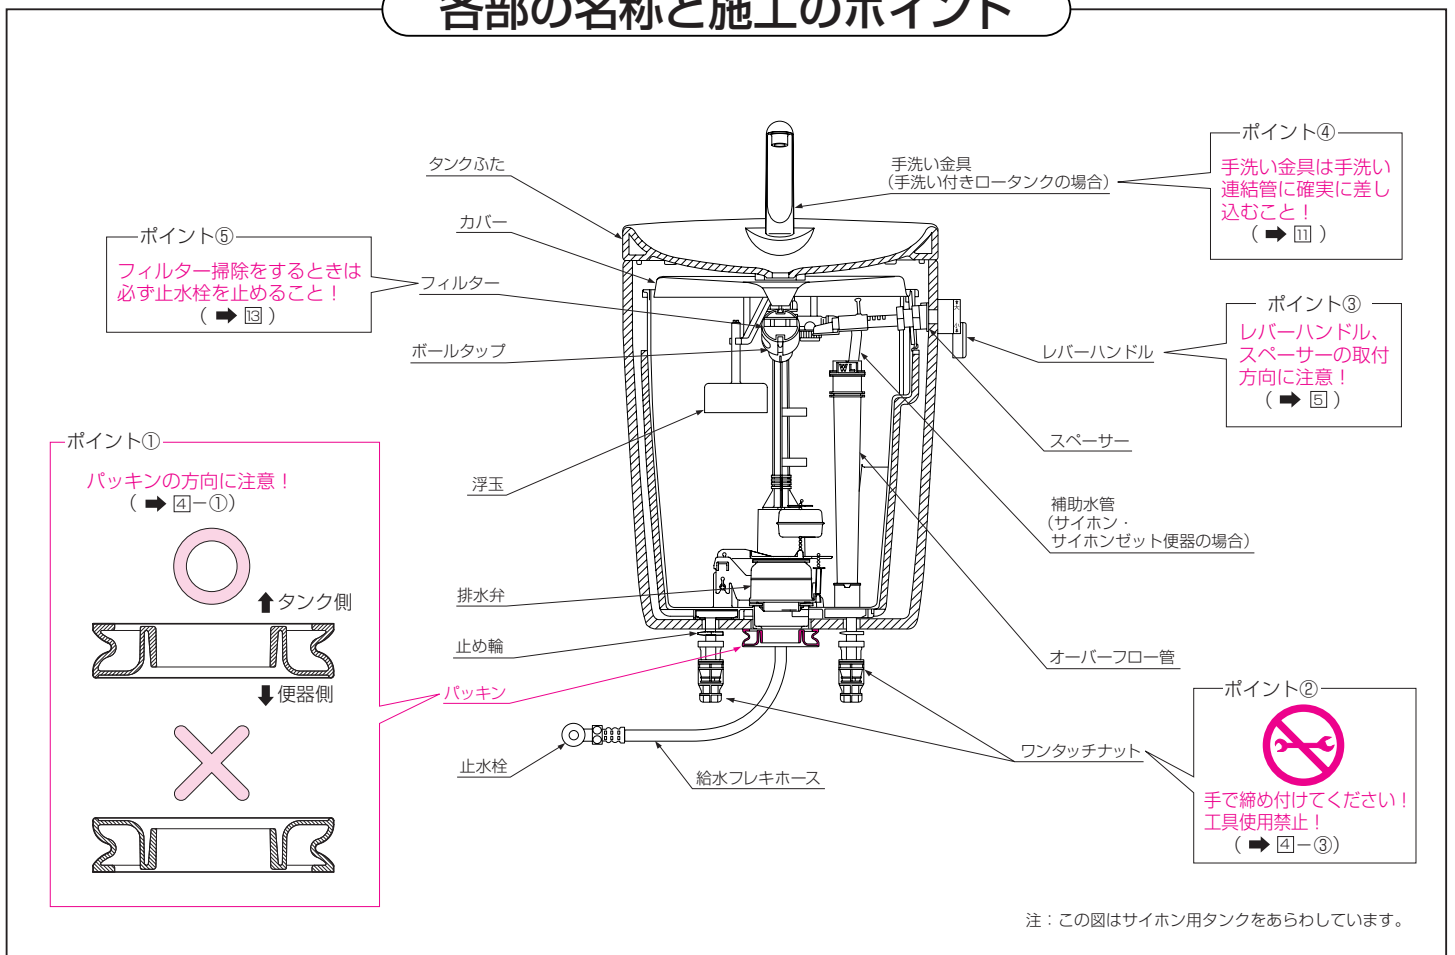 各部の名称と施工のポイント
タンクふた
カバー
フィルター
ボールタップ
浮玉
排水弁
止め輪
パッキン
止水栓
給水フレキホース
手洗い金具
（手洗い付きロータンクの場合）
レバーハンドル
スペーサー
補助水管
（サイホン・
サイホンゼット便器の場合）
オーバーフロー管
ワンタッチナット
WL
ポイント⑤
フィルター掃除をするときは
必ず止水栓を止めること！
（ ➡ 13 ）
ポイント①
パッキンの方向に注意！
（ ➡ 4－①）
⬆タンク側
⬇便器側
ポイント④
手洗い金具は手洗い
連結管に確実に差し
込むこと！
（ ➡ 11 ）
ポイント③
レバーハンドル、
スペーサーの取付
方向に注意！
（ ➡ 5 ）
ポイント②
手で締め付けてください！
工具使用禁止！
（ ➡ 4－③）
注：この図はサイホン用タンクをあらわしています。